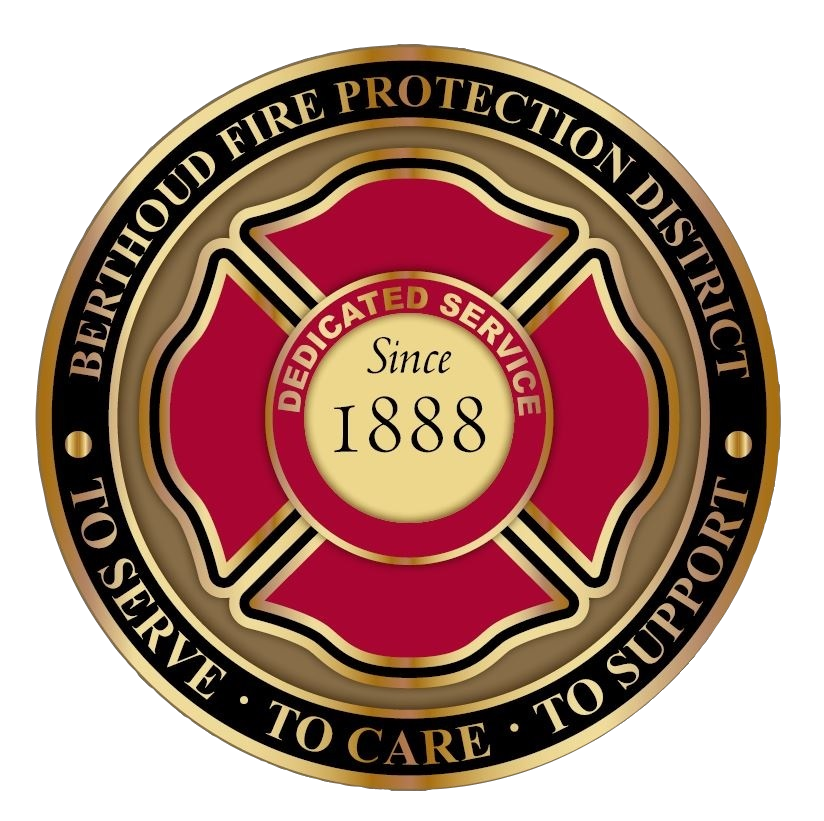 BERTHOUD FIRE PROTECTION DISTRICT
DEDICATED SERVICE
Since
1888
TO SERVE · TO CARE · TO SUPPORT